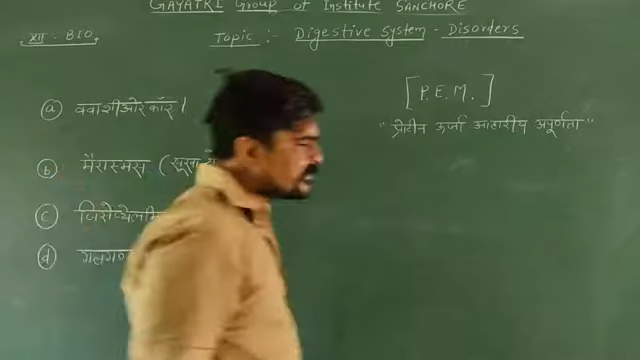 GAYATRI Group of Institute SANCHORE
XII - BIO.
Topic :- Digestive system - Disorders
[P.E.M.]
"प्रोटीन ऊर्जा आहारीय अपूर्णता"
(a) क्वाशीओरकॉर।
(b) मैरास्मस (सूखा
(c)
(d)